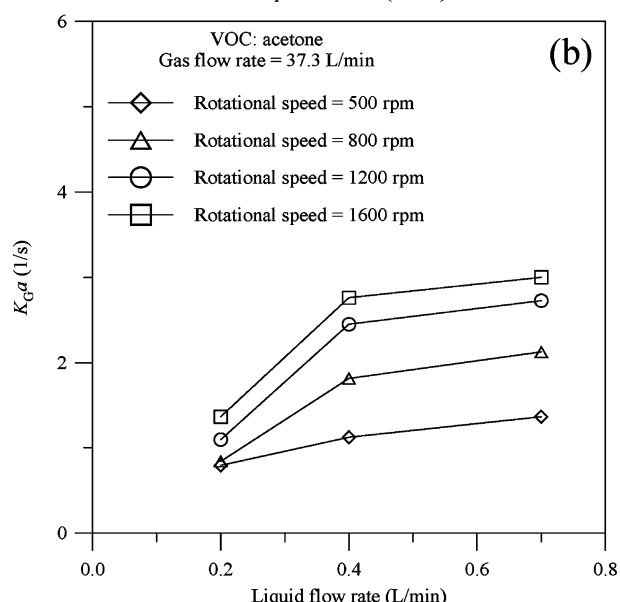 6
VOC: acetone
Gas flow rate = 37.3 L/min
(b)
Rotational speed = 500 rpm
Rotational speed = 800 rpm
Rotational speed = 1200 rpm
Rotational speed = 1600 rpm
4
K_G a (1/s)
2
0
0.0 0.2 0.4 0.6 0.8
Liquid flow rate (L/min)